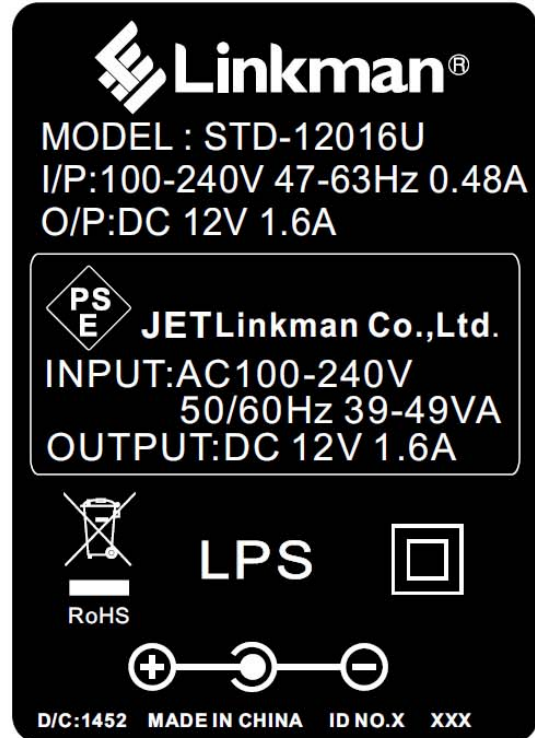 Linkman®
MODEL : STD-12016U
I/P:100-240V 47-63Hz 0.48A
O/P:DC 12V 1.6A
PS
E
JETLinkman Co.,Ltd.
INPUT:AC100-240V
50/60Hz 39-49VA
OUTPUT:DC 12V 1.6A
LPS
RoHS
D/C:1452 MADE IN CHINA ID NO.X XXX